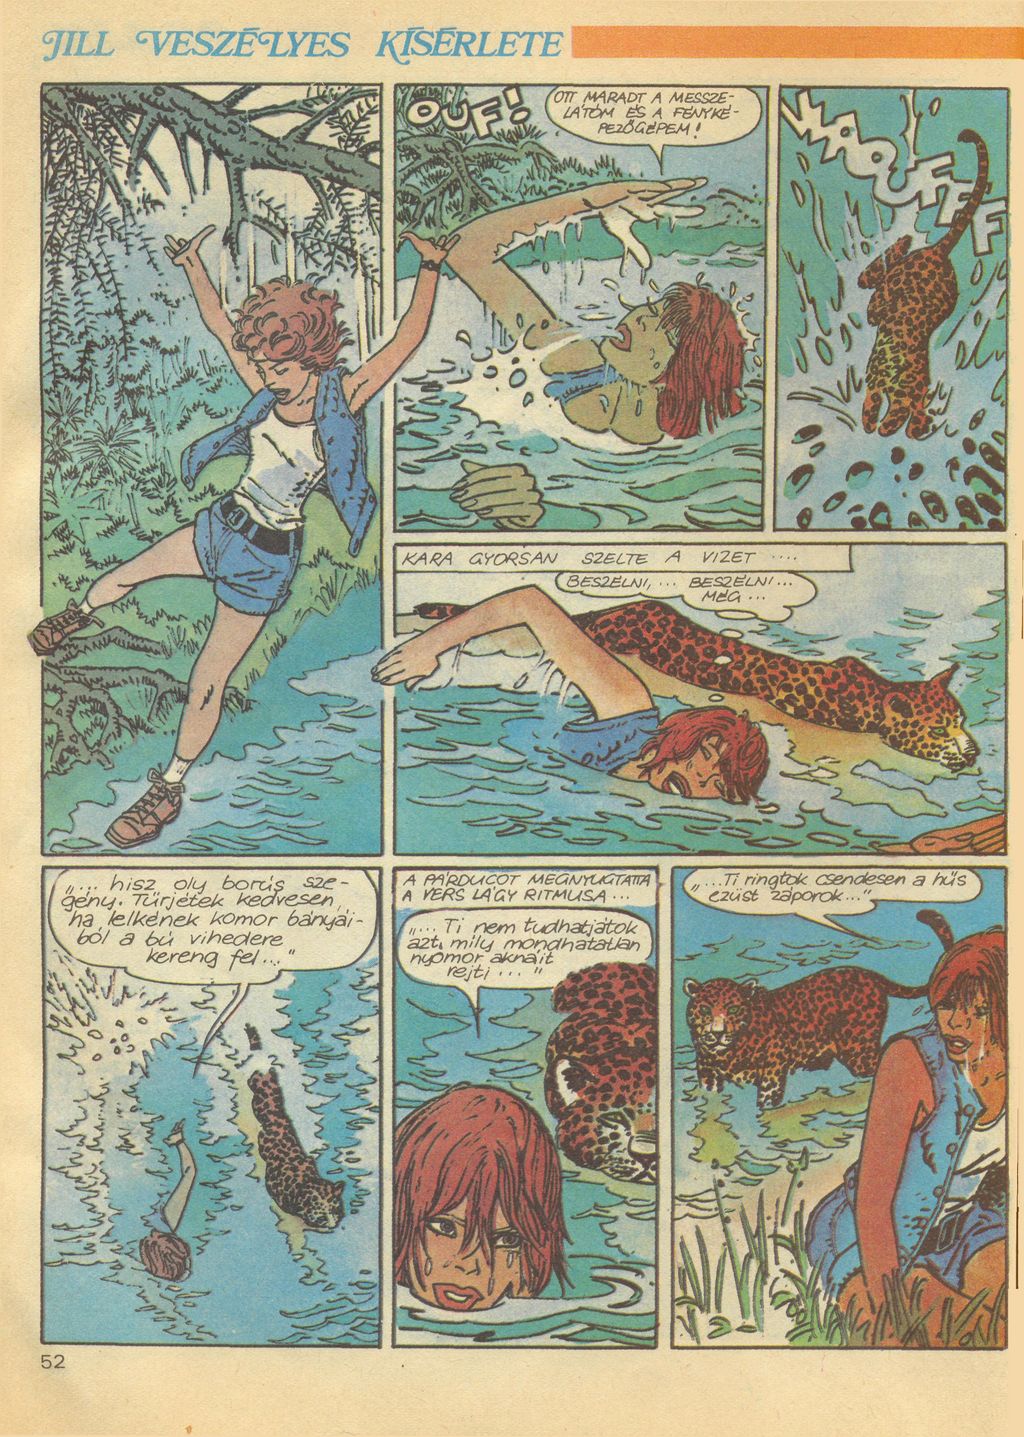 JILL VESZÉLYES KÍSÉRLETE
OUF!
OTT MARADT A MESSZE-
LÁTÓM ÉS A FÉNYKÉ-
PEZŐGÉPEM!
WAOUFFF
KARA GYORSAN SZELTE A VIZET ....
BESZÉLNI, ... BESZÉLNI ...
MÉG ...
„... hisz oly borús sze-
gény. Tűrjétek kedvesen,
ha lelkének komor bányái-
ból a bú vihedere
kereng fel ..."
A PÁRDUCOT MEGNYUGTATTA
A VERS LÁGY RITMUSA ...
„... Ti nem tudhatjátok
azt, mily mondhatatlan
nyomor aknáit
rejti ..."
„...Ti ringtok csendesen a hűs
ezüst záporok..."
52